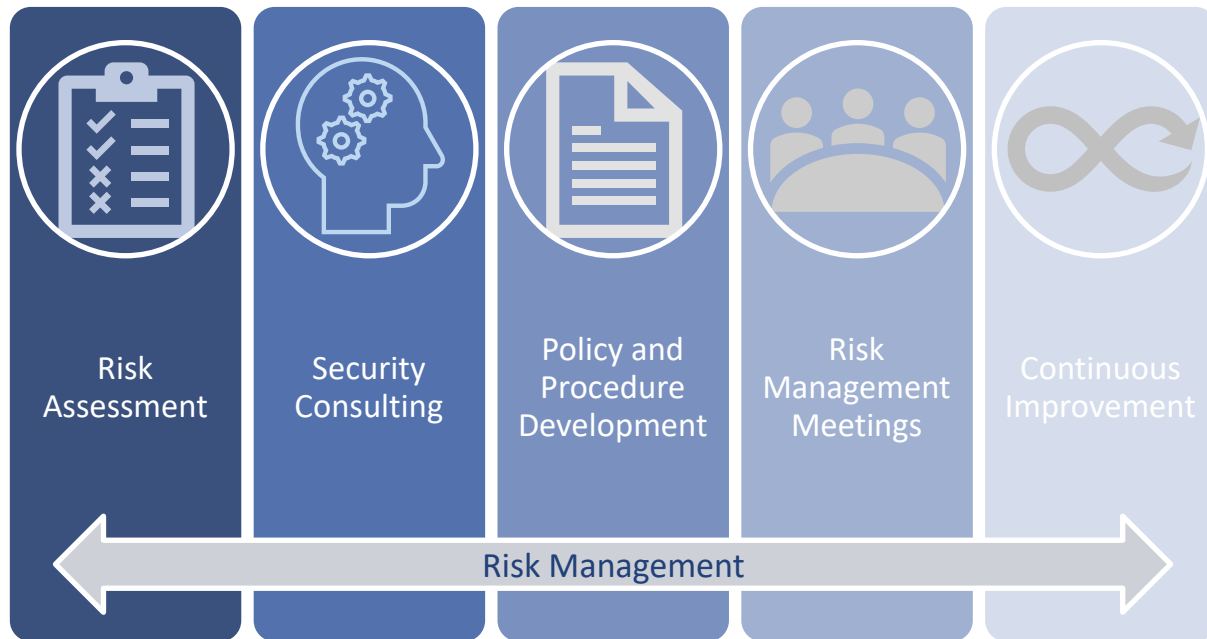 Risk
Assessment
Security
Consulting
Policy and
Procedure
Development
Risk
Management
Meetings
Continuous
Improvement
Risk Management